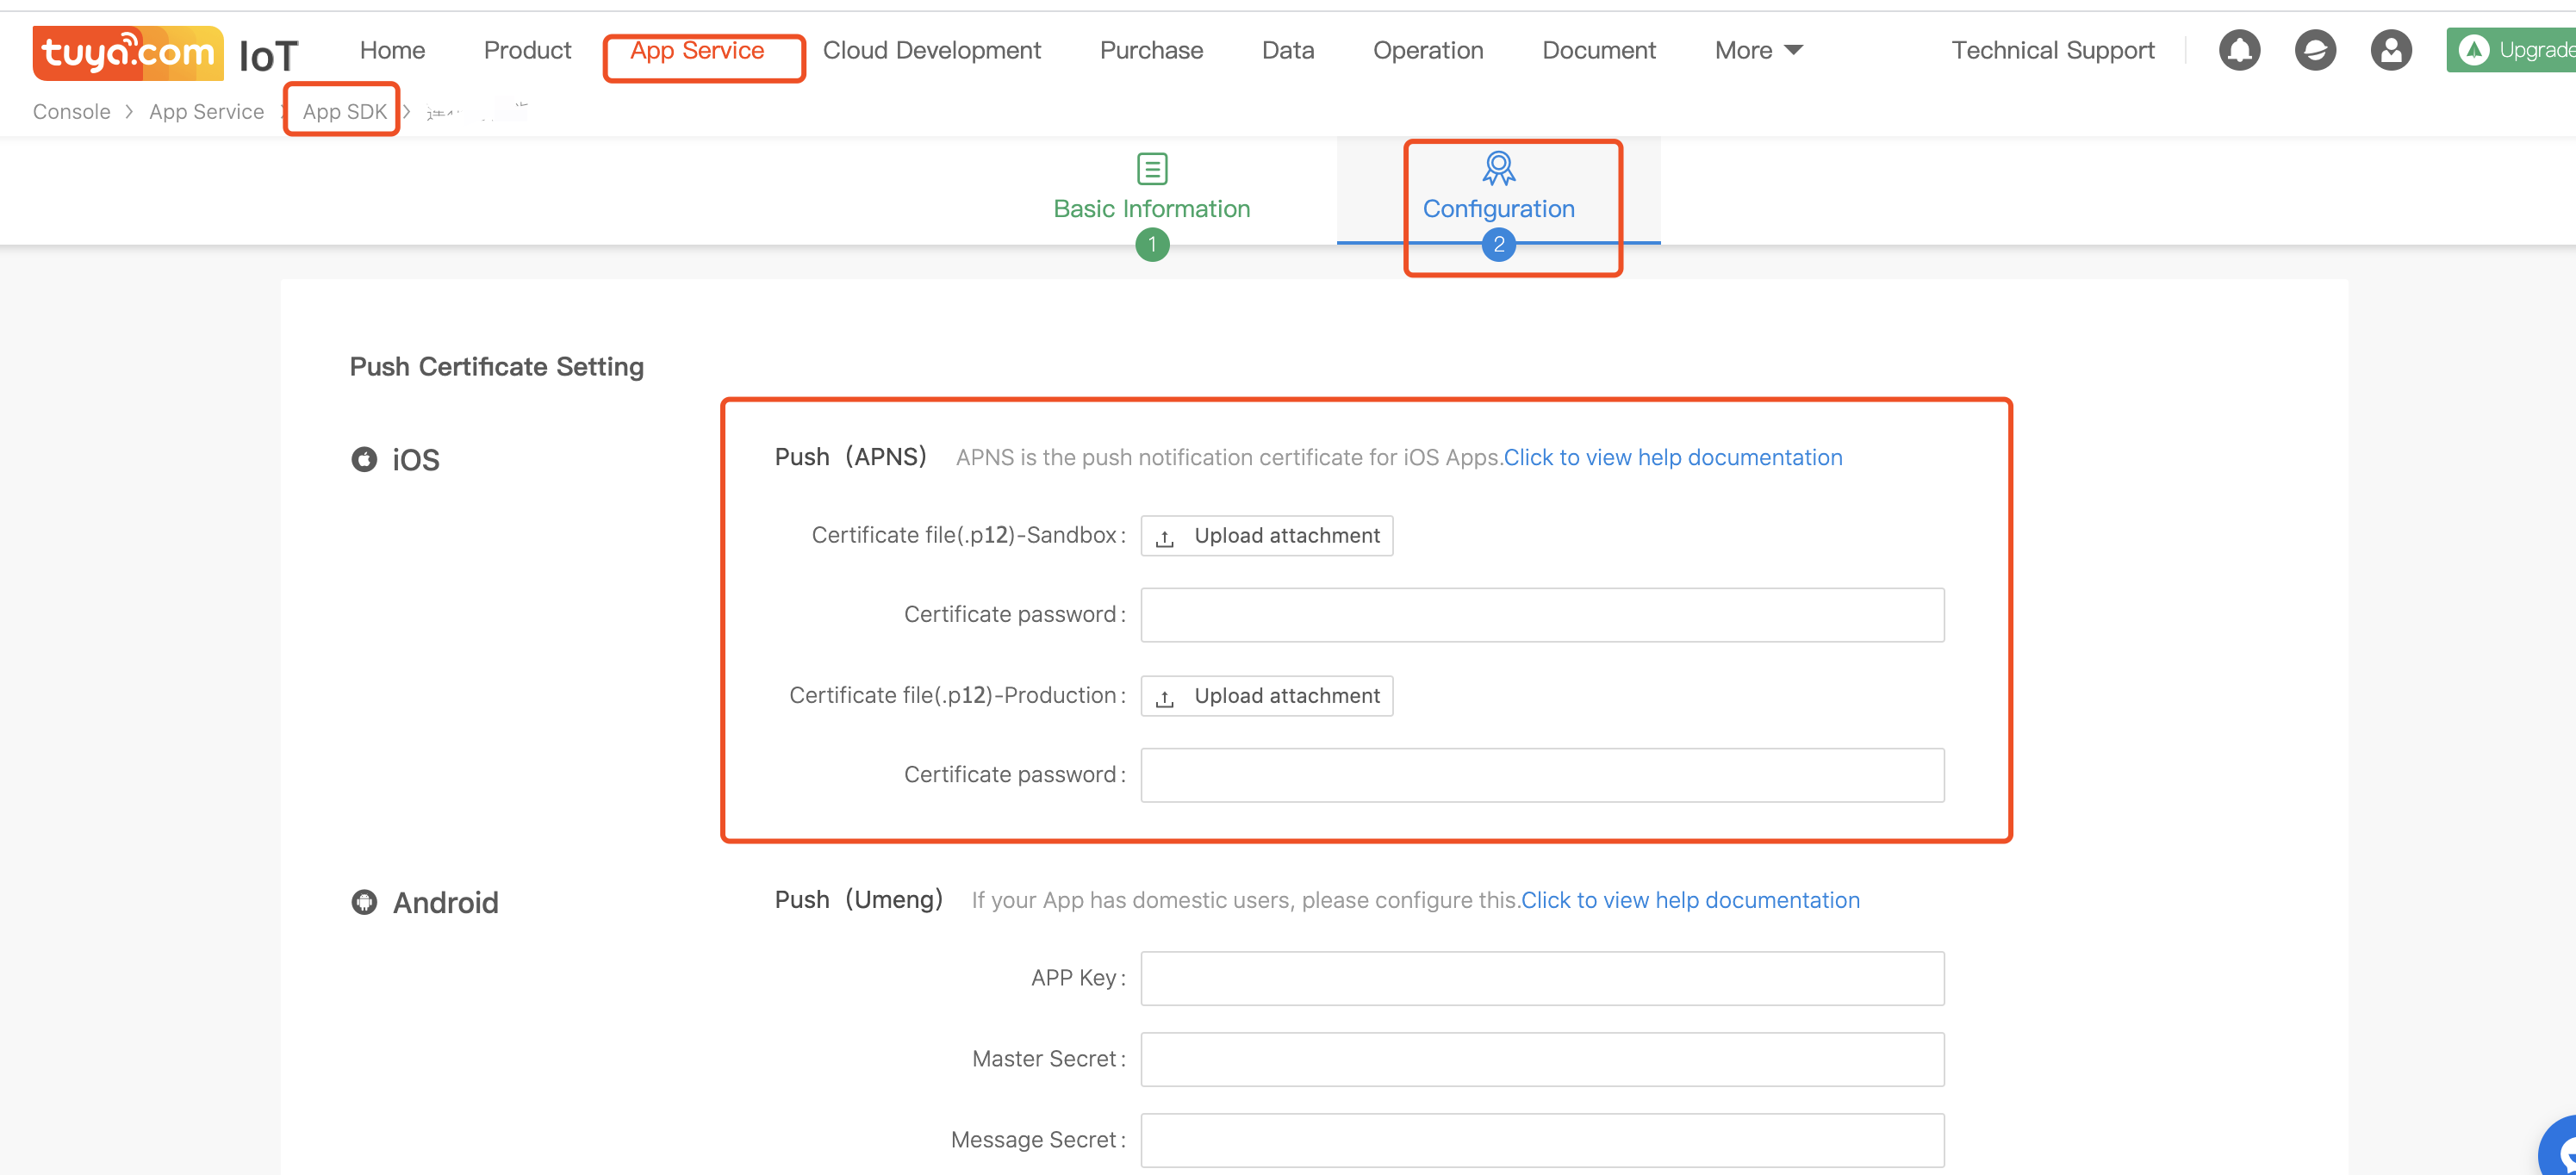 tuya.com IoT Home Product App Service Cloud Development Purchase Data Operation Document More Technical Support Upgrade
Console > App Service > App SDK >
Basic Information
1
Configuration
2
Push Certificate Setting
iOS
Push（APNS） APNS is the push notification certificate for iOS Apps.Click to view help documentation
Certificate file(.p12)-Sandbox: Upload attachment
Certificate password:
Certificate file(.p12)-Production: Upload attachment
Certificate password:
Android
Push（Umeng） If your App has domestic users, please configure this.Click to view help documentation
APP Key:
Master Secret:
Message Secret: